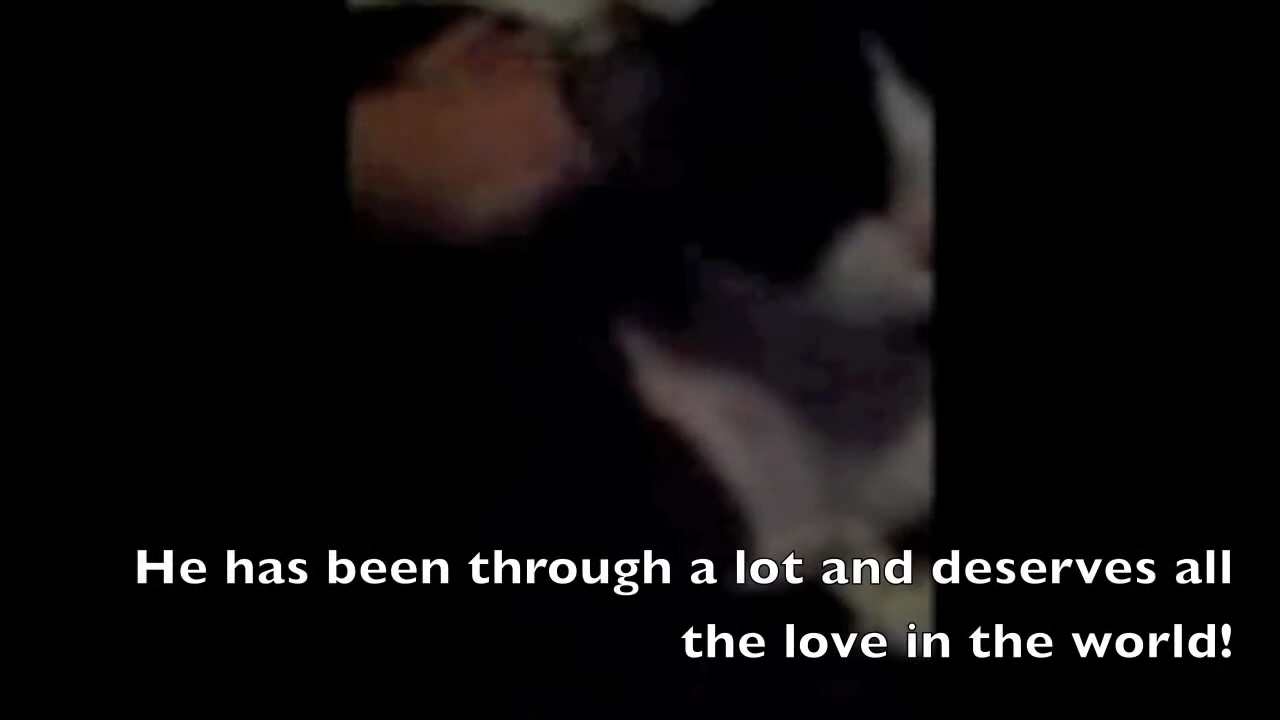 He has been through a lot and deserves all
the love in the world!